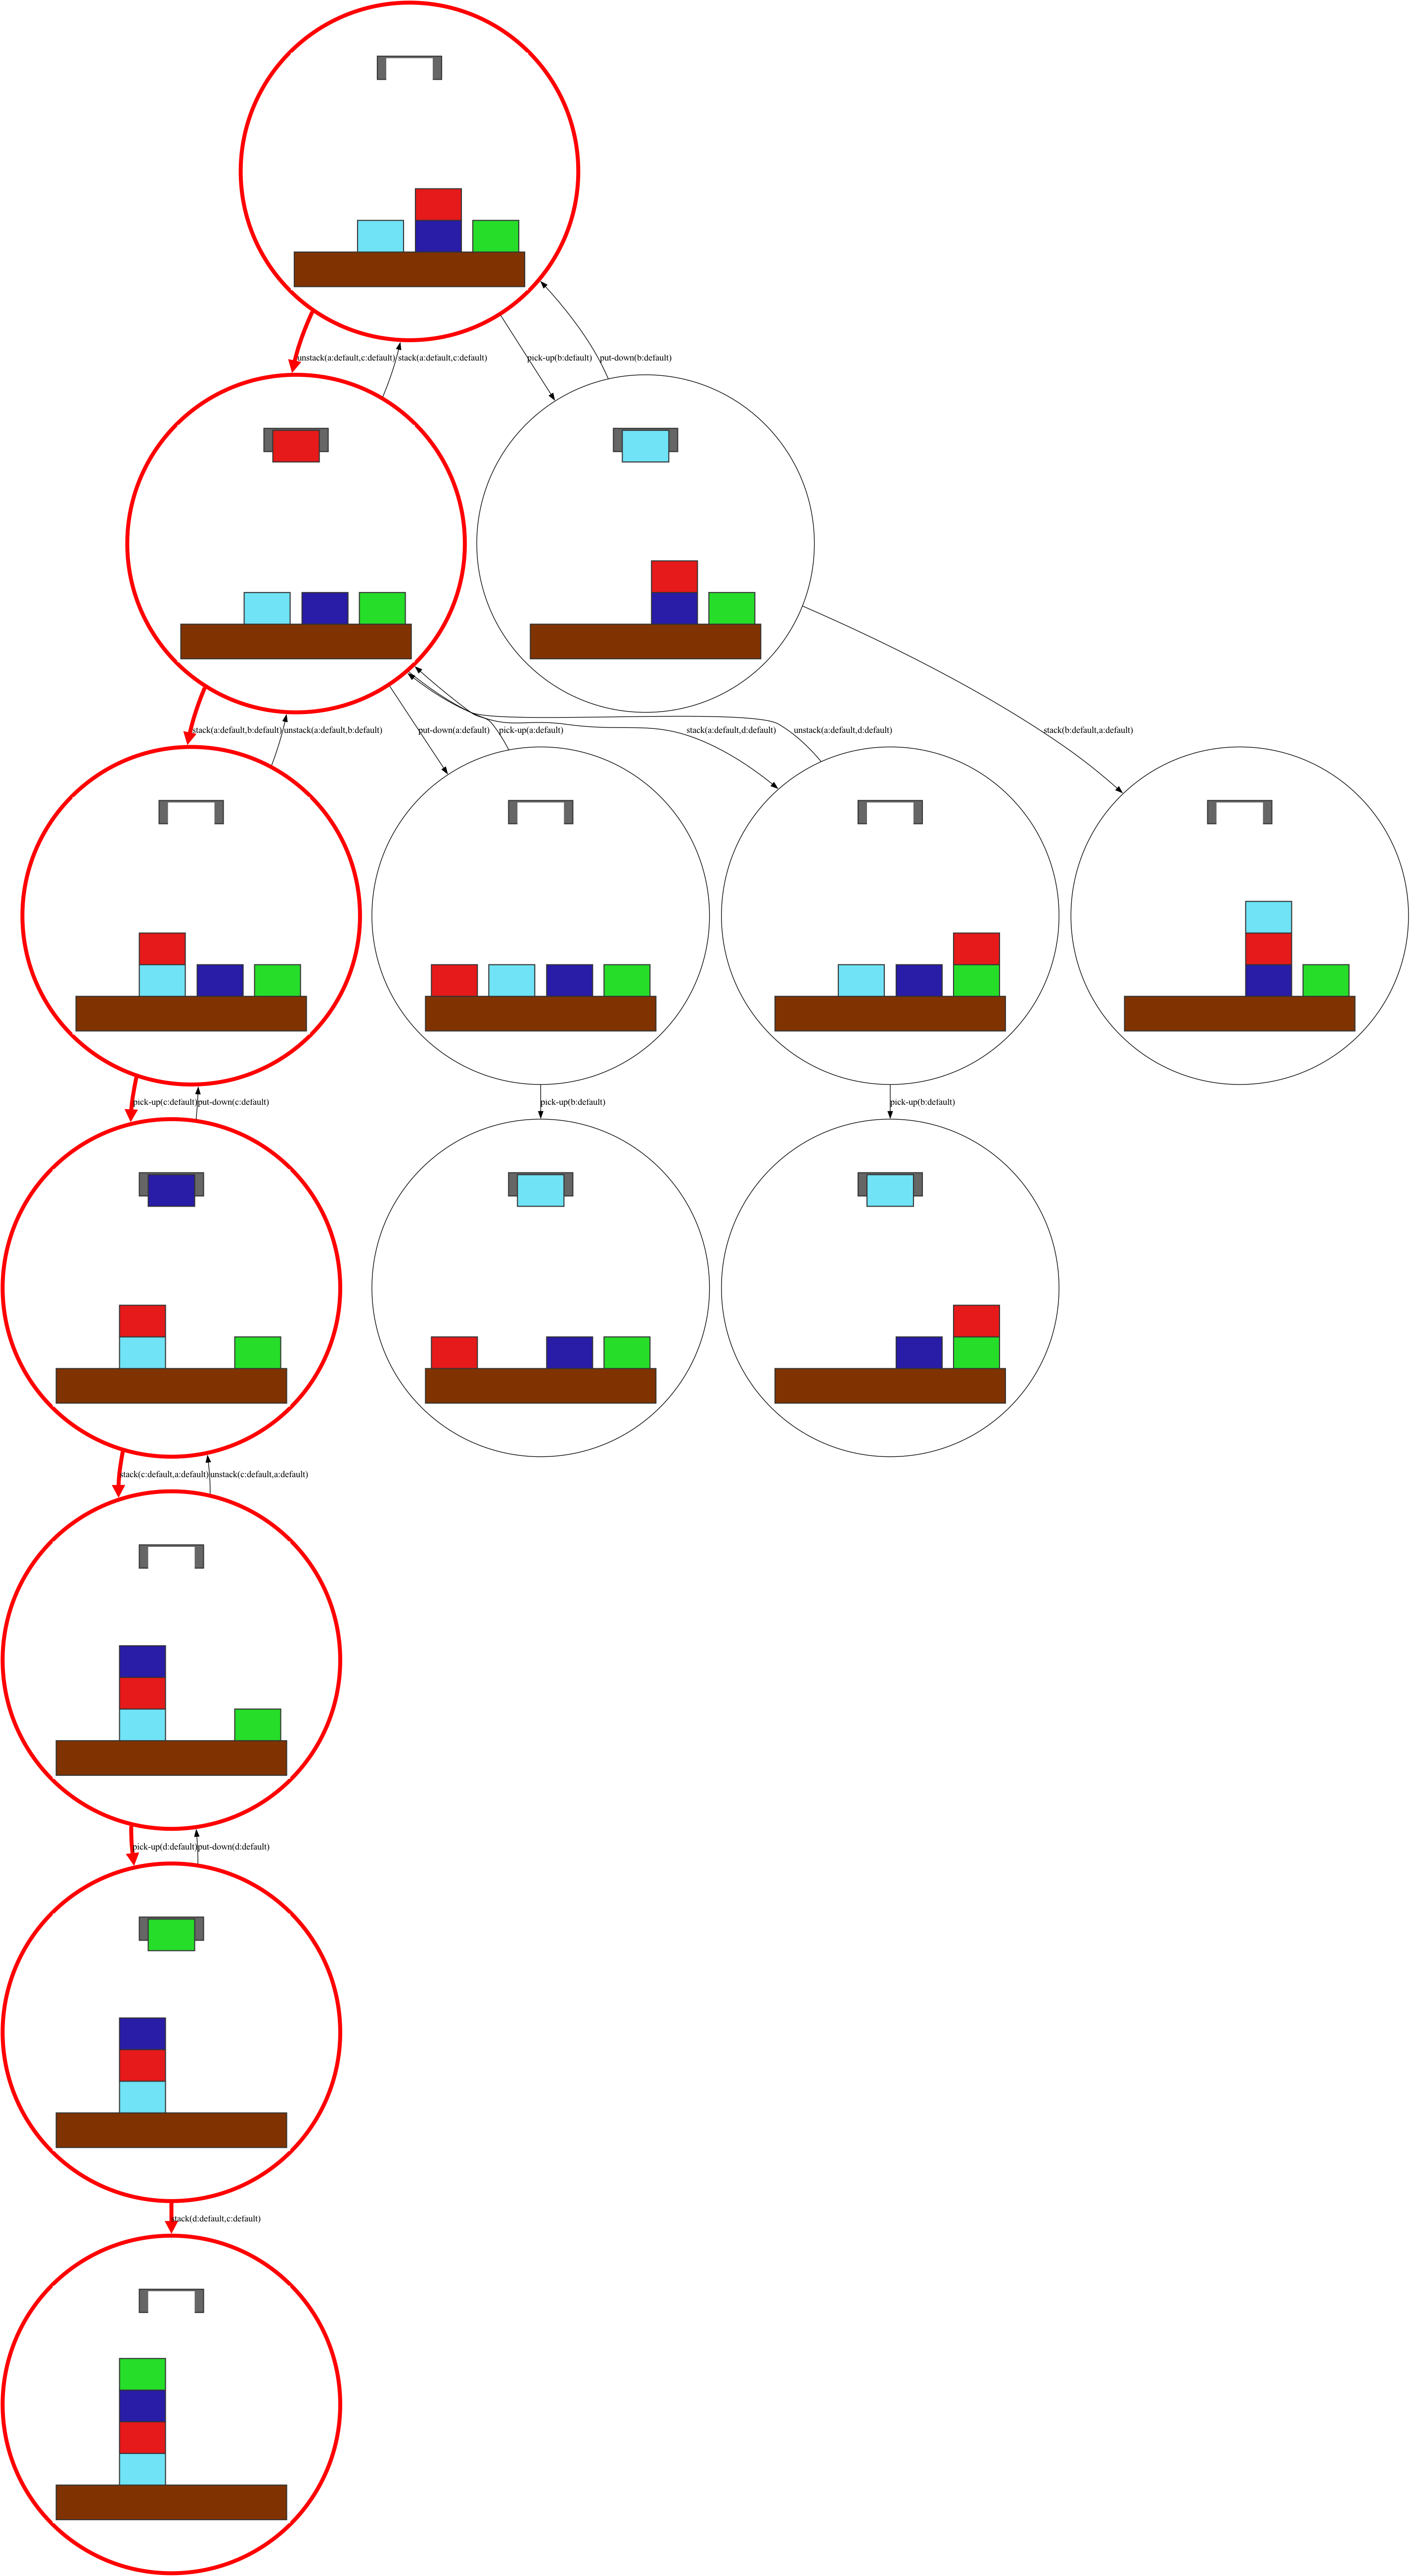 unstack(a:default,c:default)
stack(a:default,c:default)
pick-up(b:default)
put-down(b:default)
stack(a:default,b:default)
unstack(a:default,b:default)
put-down(a:default)
pick-up(a:default)
stack(a:default,d:default)
unstack(a:default,d:default)
stack(b:default,a:default)
pick-up(c:default)
put-down(c:default)
pick-up(b:default)
pick-up(b:default)
stack(c:default,a:default)
unstack(c:default,a:default)
pick-up(d:default)
put-down(d:default)
stack(d:default,c:default)